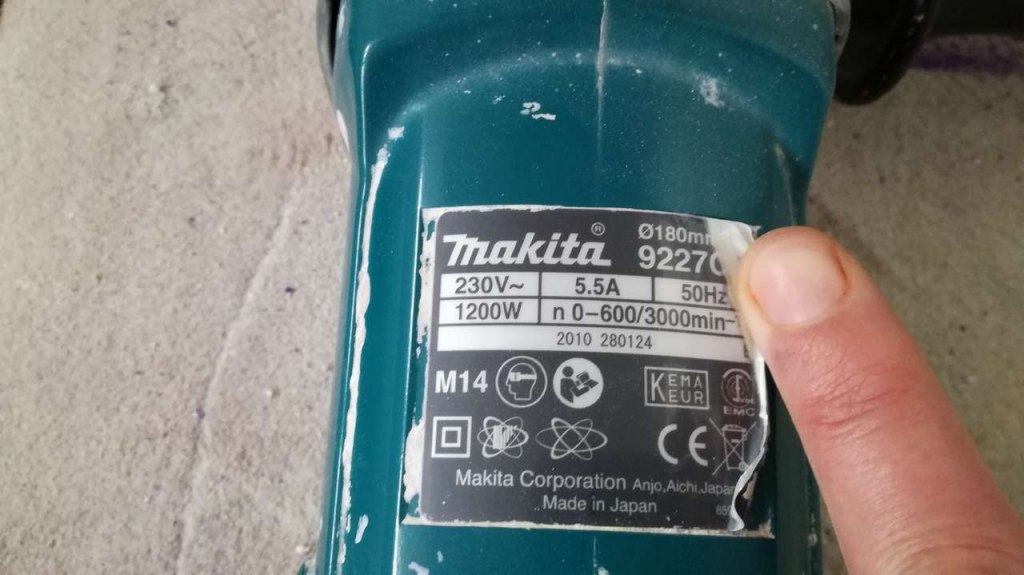 makita®
Ø180mm
9227C
230V~ 5.5A 50Hz
1200W n 0-600/3000min-
2010 280124
M14
KEMA
EUR
EMC
CE
Makita Corporation Anjo,Aichi,Japan
Made in Japan